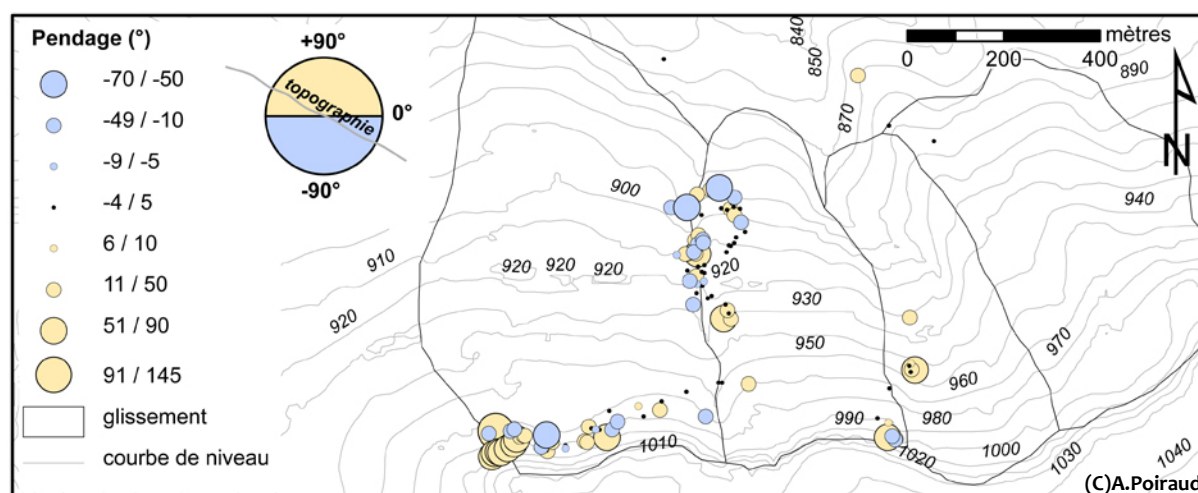 Pendage (°)
-70 / -50
-49 / -10
-9 / -5
-4 / 5
6 / 10
11 / 50
51 / 90
91 / 145
glissement
courbe de niveau
+90°
topographie
0°
-90°
mètres
0 200 400
N
840
850
870
890
900
940
910
920
920
920
920
920
930
950
970
960
990
980
1010
1020
1000
1030
1040
(C)A.Poiraud